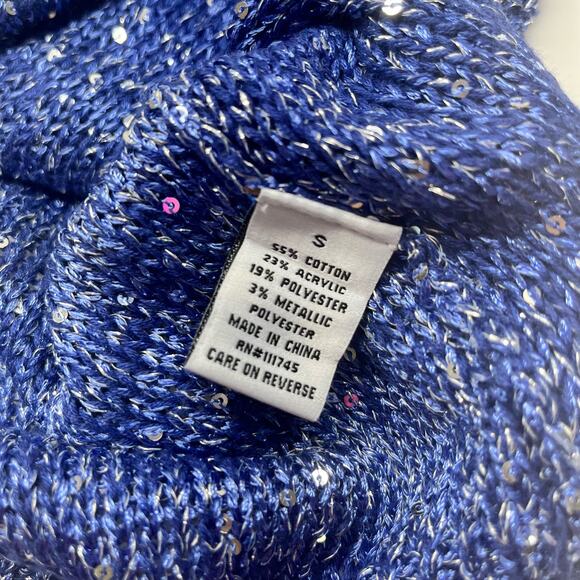 S
55% COTTON
23% ACRYLIC
19% POLYESTER
3% METALLIC
POLYESTER
MADE IN CHINA
RN#111745
CARE ON REVERSE